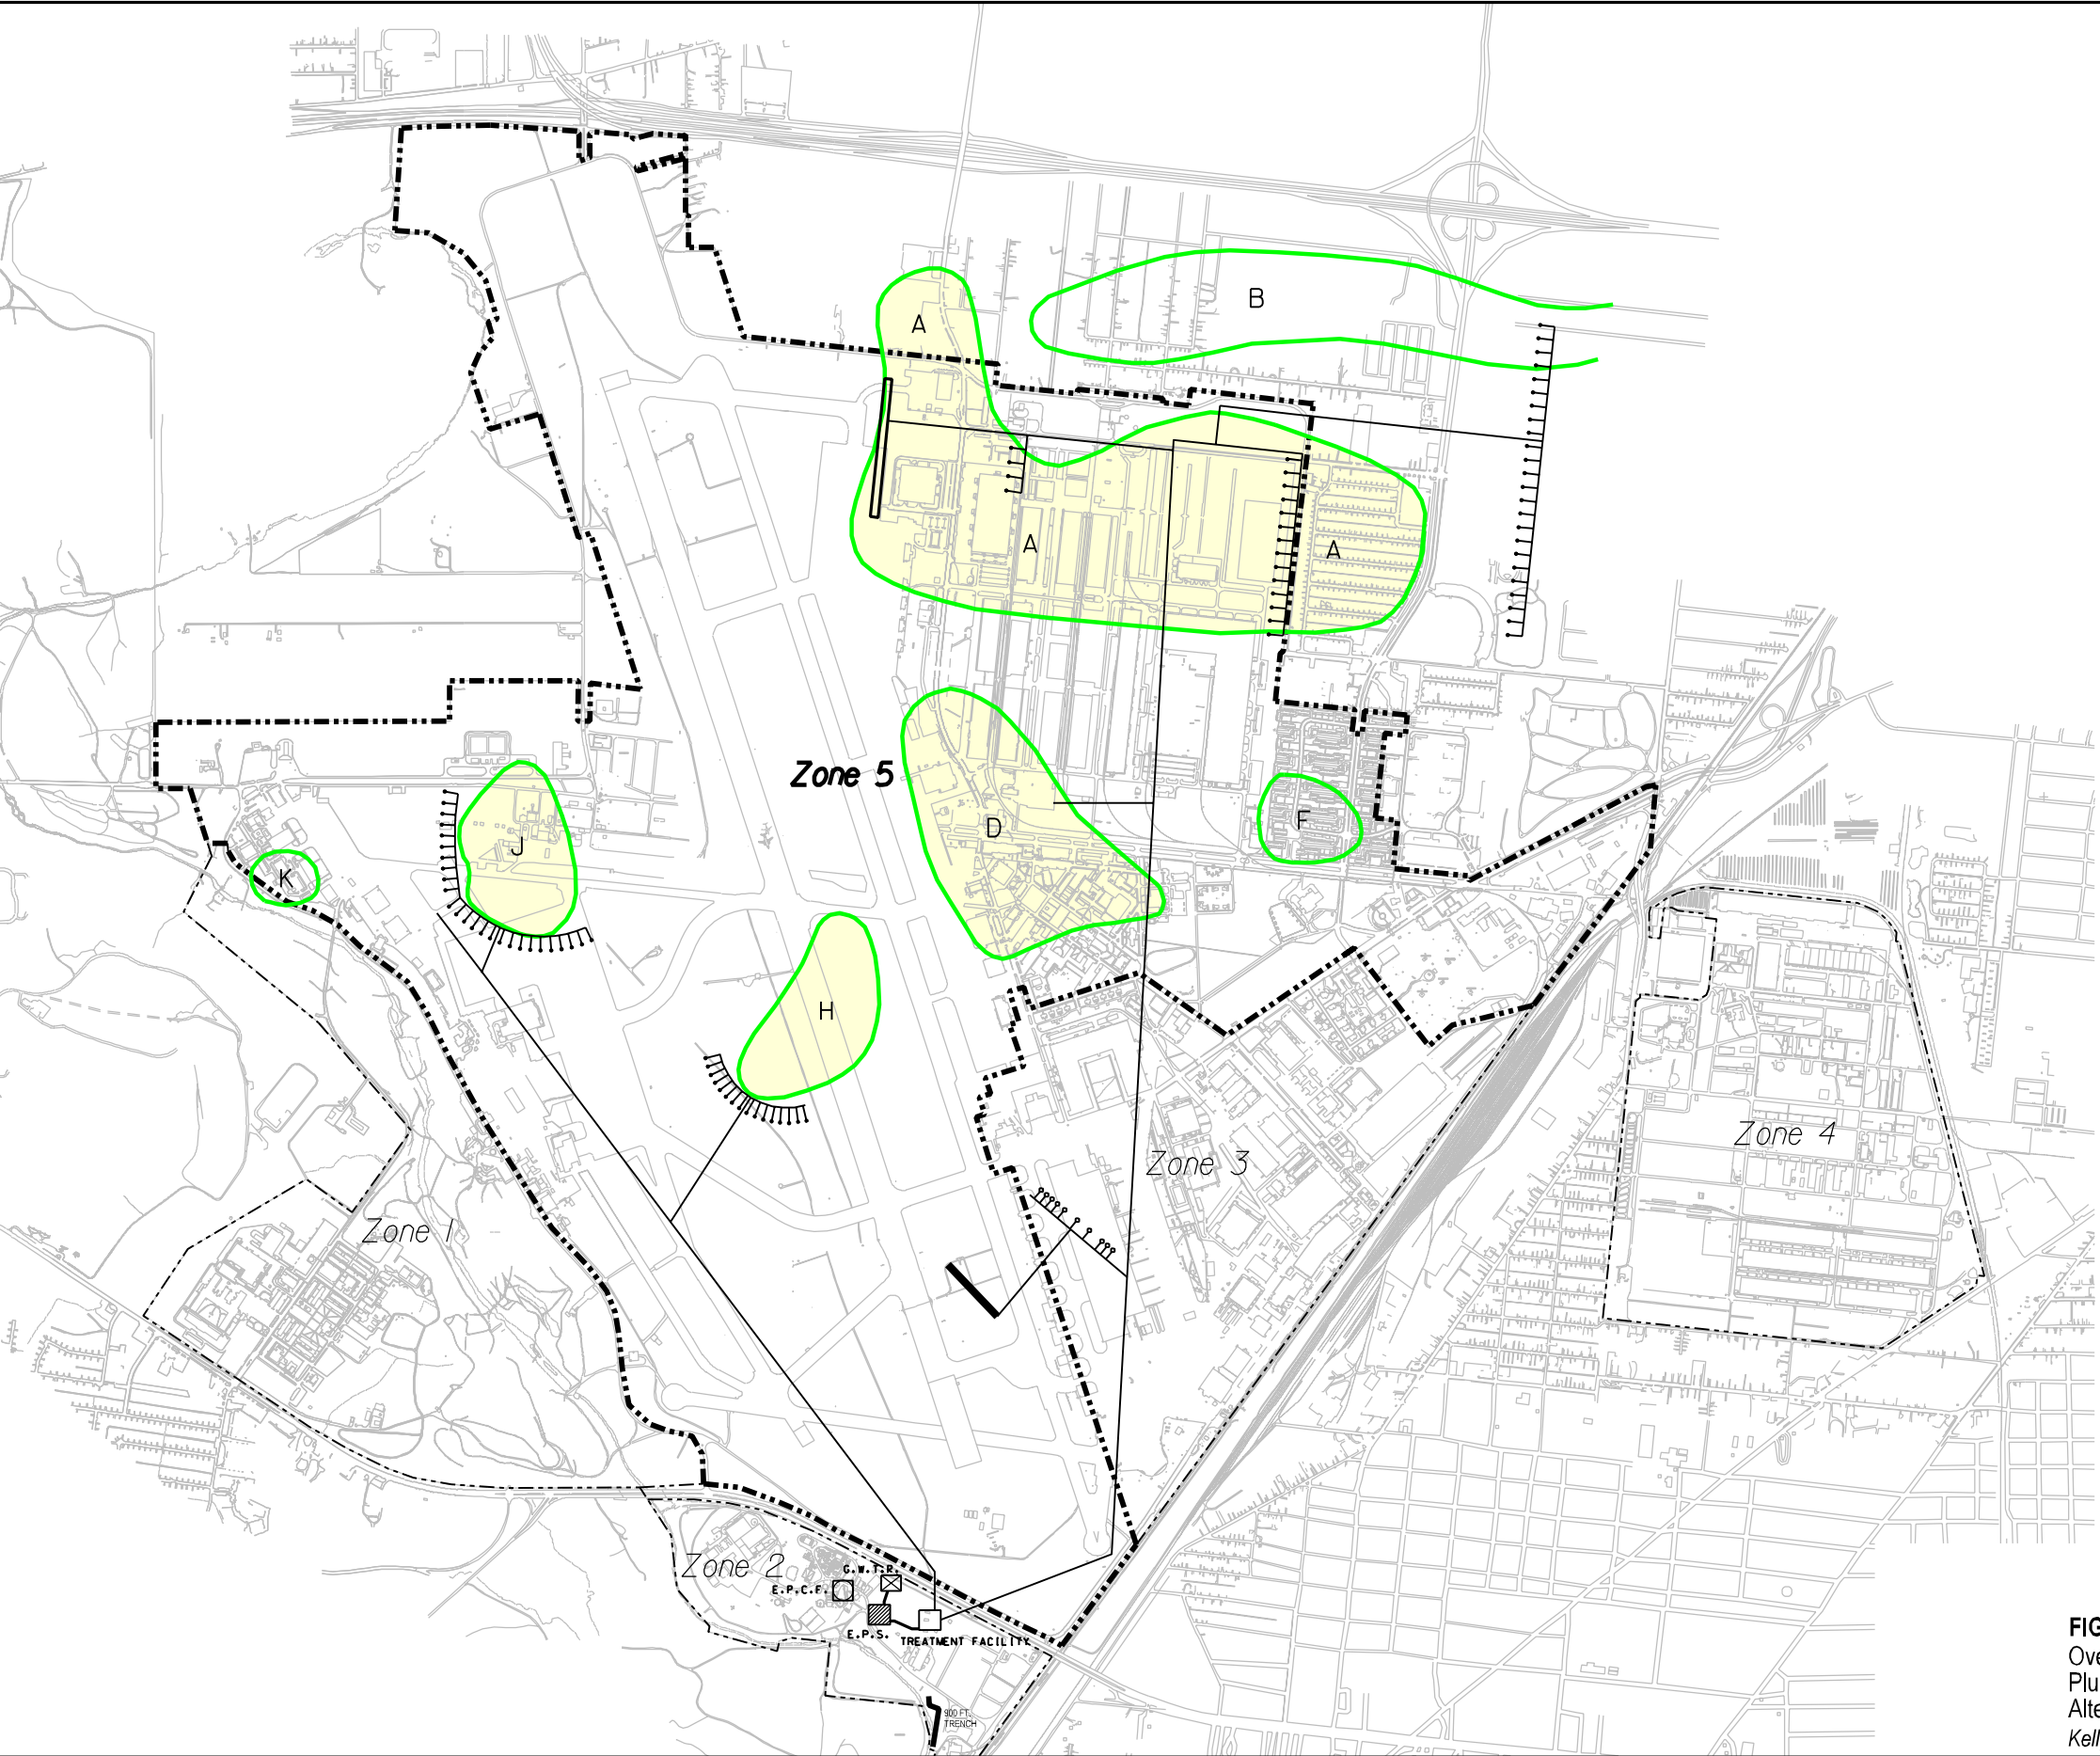 B
A
A
A
Zone 5
D
F
J
K
H
Zone 4
Zone 3
Zone 1
Zone 2
G.W.T.R.
E.P.C.F.
E.P.S.
TREATMENT FACILITY
900 FT.
TRENCH
FIG
Ove
Plu
Alte
Kell